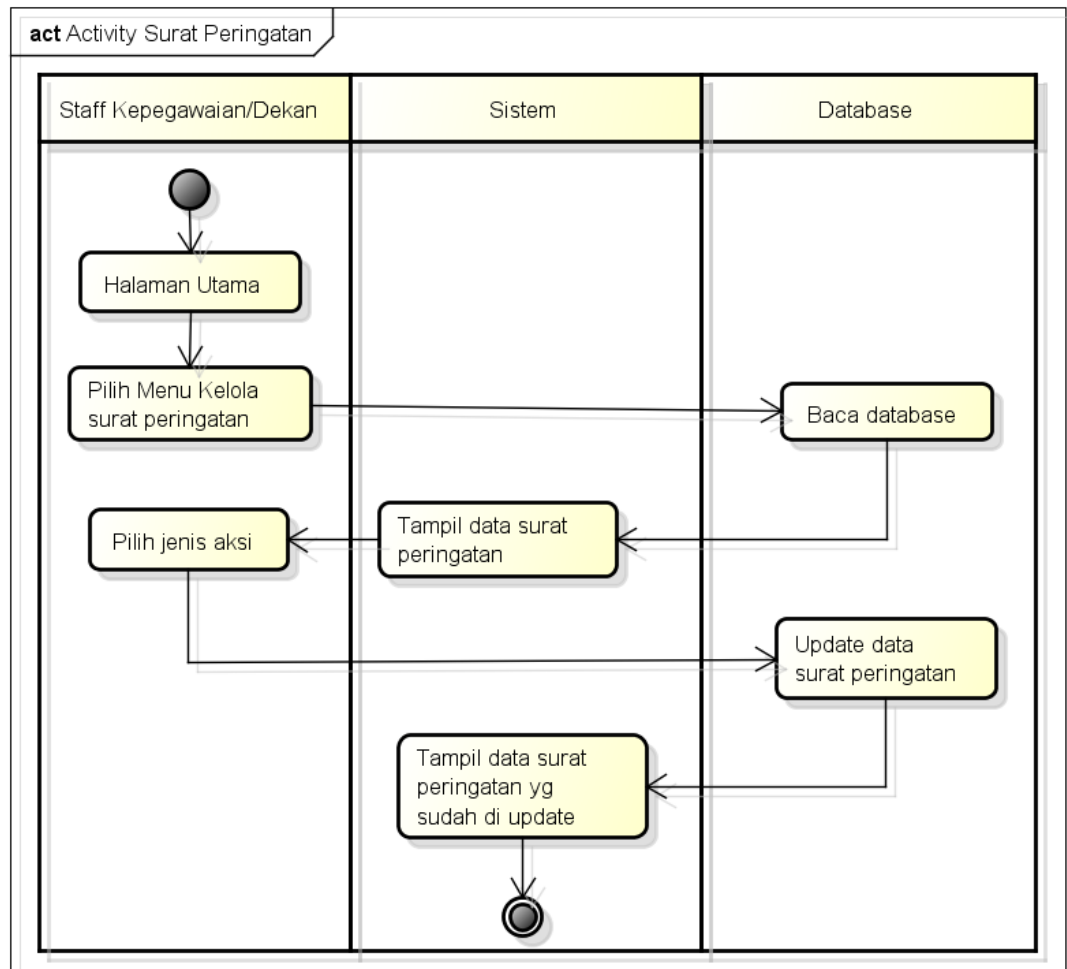 act Activity Surat Peringatan
Staff Kepegawaian/Dekan
Sistem
Database
Halaman Utama
Pilih Menu Kelola
surat peringatan
Baca database
Tampil data surat
peringatan
Pilih jenis aksi
Update data
surat peringatan
Tampil data surat
peringatan yg
sudah di update